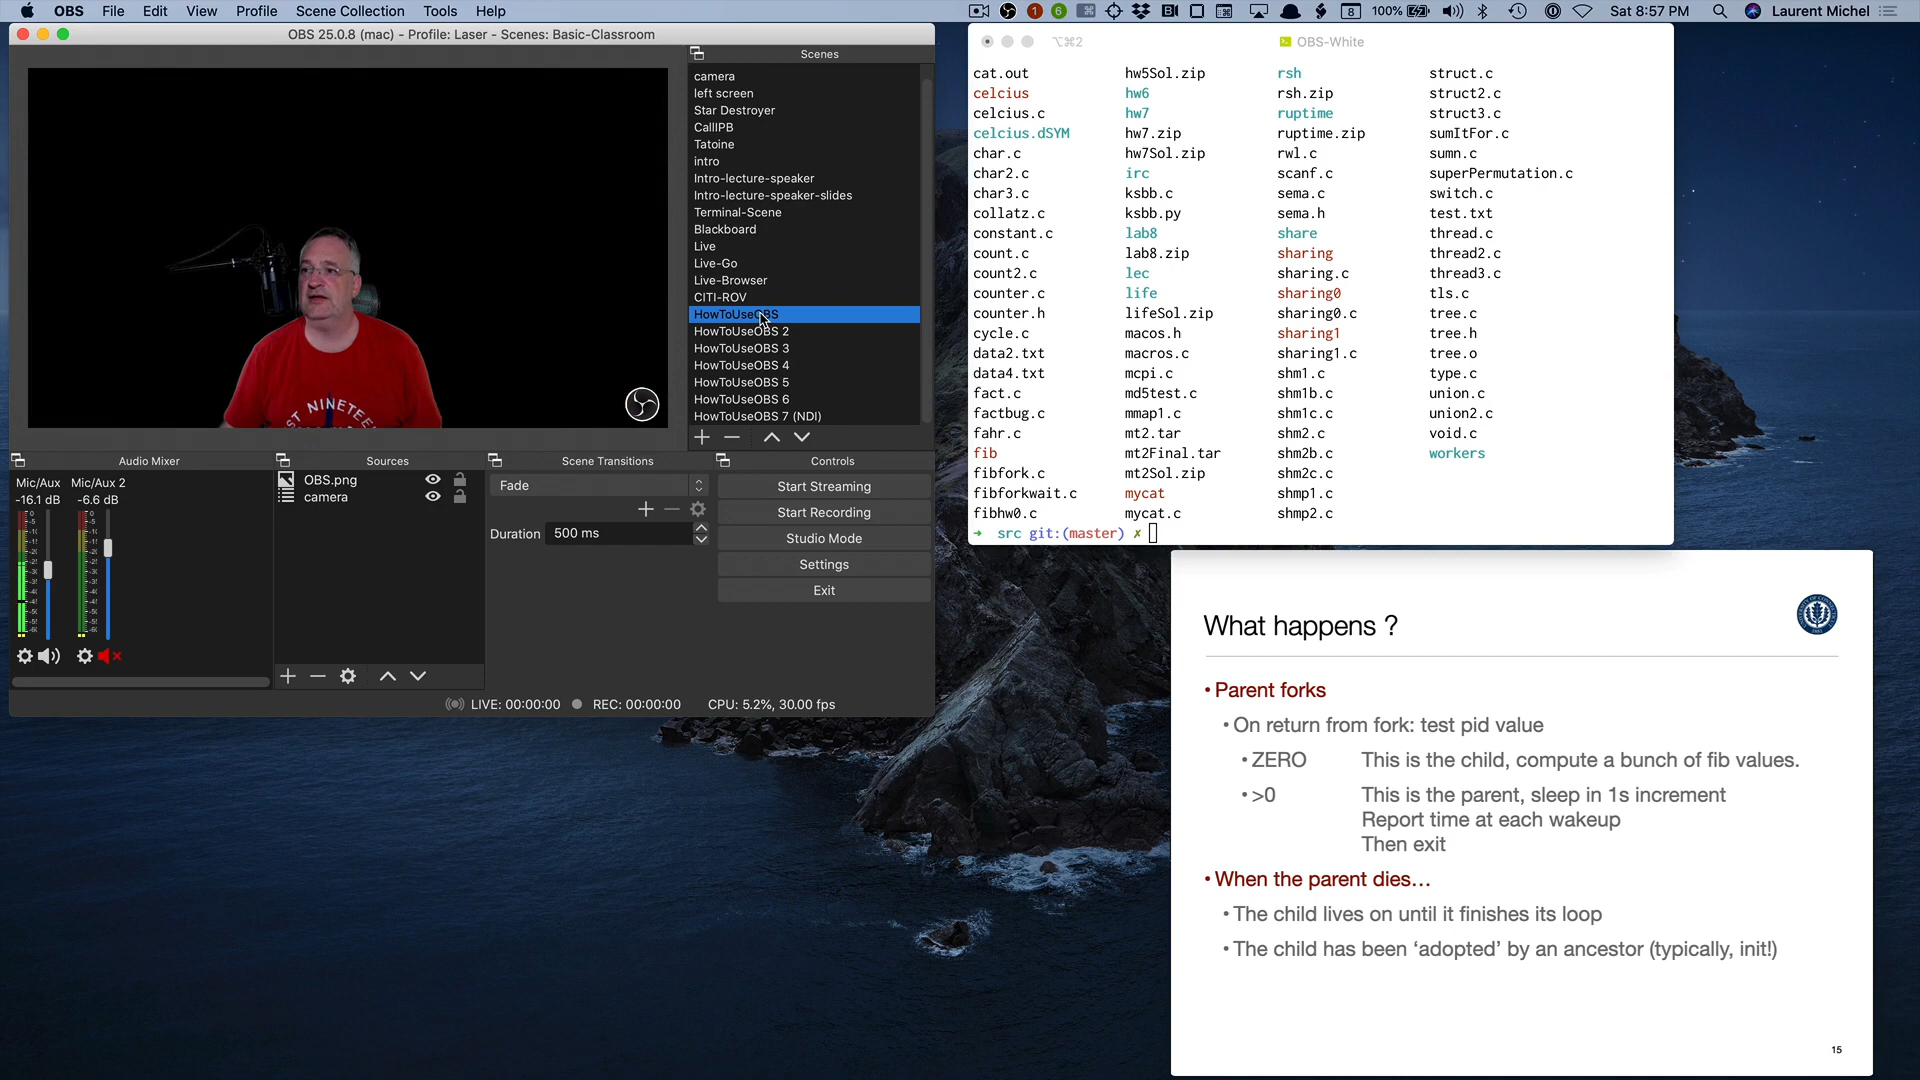 OBS File Edit View Profile Scene Collection Tools Help
1 6 8 100% Sat 8:57 PM Laurent Michel
OBS 25.0.8 (mac) - Profile: Laser - Scenes: Basic-Classroom
Scenes
camera
left screen
Star Destroyer
CallIPB
Tatoine
intro
Intro-lecture-speaker
Intro-lecture-speaker-slides
Terminal-Scene
Blackboard
Live
Live-Go
Live-Browser
CITI-ROV
HowToUseOBS
HowToUseOBS 2
HowToUseOBS 3
HowToUseOBS 4
HowToUseOBS 5
HowToUseOBS 6
HowToUseOBS 7 (NDI)
ST NINETEE
Audio Mixer
Mic/Aux Mic/Aux 2
-16.1 dB -6.6 dB
Sources
OBS.png
camera
Scene Transitions
Fade
Duration 500 ms
Controls
Start Streaming
Start Recording
Studio Mode
Settings
Exit
LIVE: 00:00:00 REC: 00:00:00 CPU: 5.2%, 30.00 fps
⌥⌘2 OBS-White
cat.out hw5Sol.zip rsh struct.c
celcius hw6 rsh.zip struct2.c
celcius.c hw7 ruptime struct3.c
celcius.dSYM hw7.zip ruptime.zip sumItFor.c
char.c hw7Sol.zip rwl.c sumn.c
char2.c irc scanf.c superPermutation.c
char3.c ksbb.c sema.c switch.c
collatz.c ksbb.py sema.h test.txt
constant.c lab8 share thread.c
count.c lab8.zip sharing thread2.c
count2.c lec sharing.c thread3.c
counter.c life sharing0 tls.c
counter.h lifeSol.zip sharing0.c tree.c
cycle.c macos.h sharing1 tree.h
data2.txt macros.c sharing1.c tree.o
data4.txt mcpi.c shm1.c type.c
fact.c md5test.c shm1b.c union.c
factbug.c mmap1.c shm1c.c union2.c
fahr.c mt2.tar shm2.c void.c
fib mt2Final.tar shm2b.c workers
fibfork.c mt2Sol.zip shm2c.c
fibforkwait.c mycat shmp1.c
fibhw0.c mycat.c shmp2.c
➜ src git:(master) ✗
What happens ?
• Parent forks
• On return from fork: test pid value
• ZERO This is the child, compute a bunch of fib values.
• >0 This is the parent, sleep in 1s increment
Report time at each wakeup
Then exit
• When the parent dies…
• The child lives on until it finishes its loop
• The child has been ‘adopted’ by an ancestor (typically, init!)
15